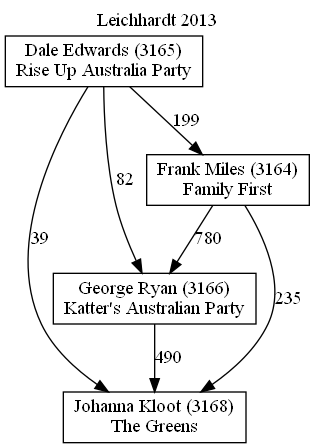 Leichhardt 2013
Dale Edwards (3165)
Rise Up Australia Party
199
Frank Miles (3164)
Family First
82
39
780
George Ryan (3166)
Katter's Australian Party
235
490
Johanna Kloot (3168)
The Greens